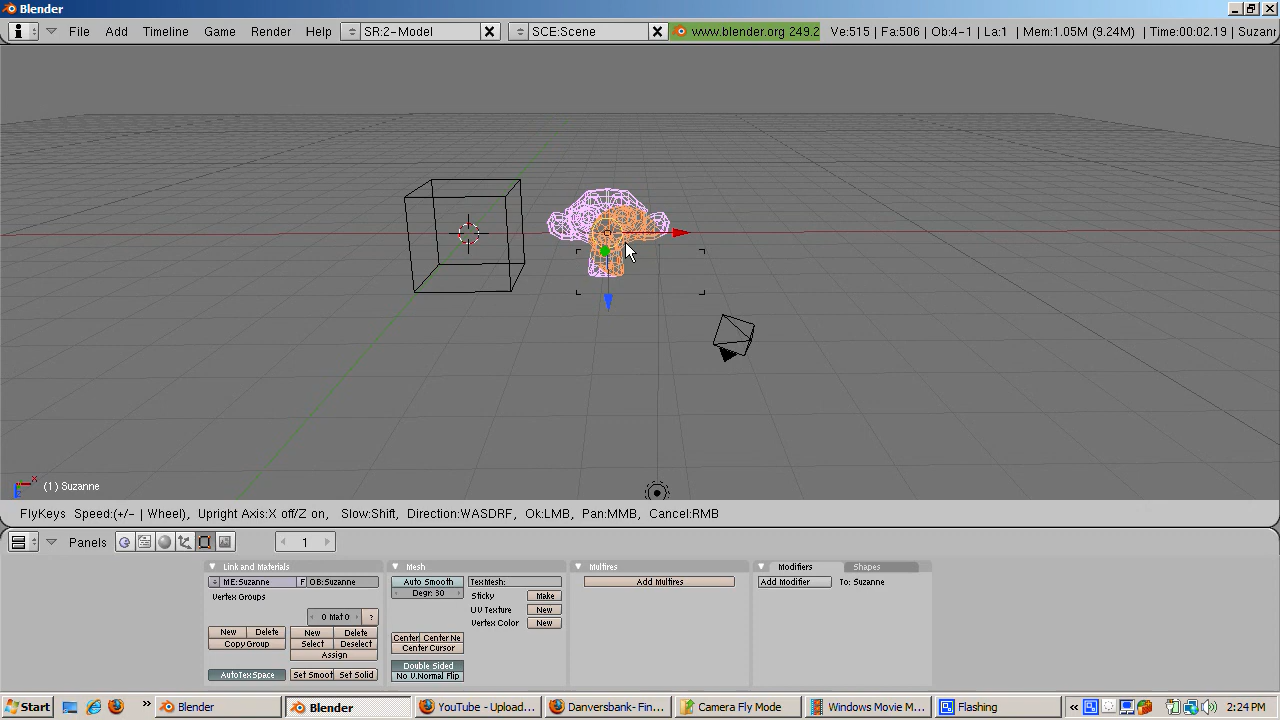 Blender
File Add Timeline Game Render Help SR:2-Model SCE:Scene www.blender.org 249.2 Ve:515 | Fa:506 | Ob:4-1 | La:1 | Mem:1.05M (9.24M) | Time:00:02.19 | Suzanr
x
(1) Suzanne
FlyKeys Speed:(+/- | Wheel), Upright Axis:X off/Z on, Slow:Shift, Direction:WASDRF, Ok:LMB, Pan:MMB, Cancel:RMB
Panels 1
Link and Materials Mesh Multires Modifiers Shapes
ME:Suzanne F OB:Suzanne Auto Smooth TexMesh: Add Multires Add Modifier To: Suzanne
Vertex Groups Degr: 30 Sticky Make
UV Texture New
0 Mat 0 ? Vertex Color New
New Delete New Delete Center Center Ne
Copy Group Select Deselect Center Cursor
Assign
Double Sided
AutoTexSpace Set Smoot Set Solid No V.Normal Flip
Start » Blender Blender YouTube - Upload... Danversbank- Fin... Camera Fly Mode Windows Movie M... Flashing « 2:24 PM